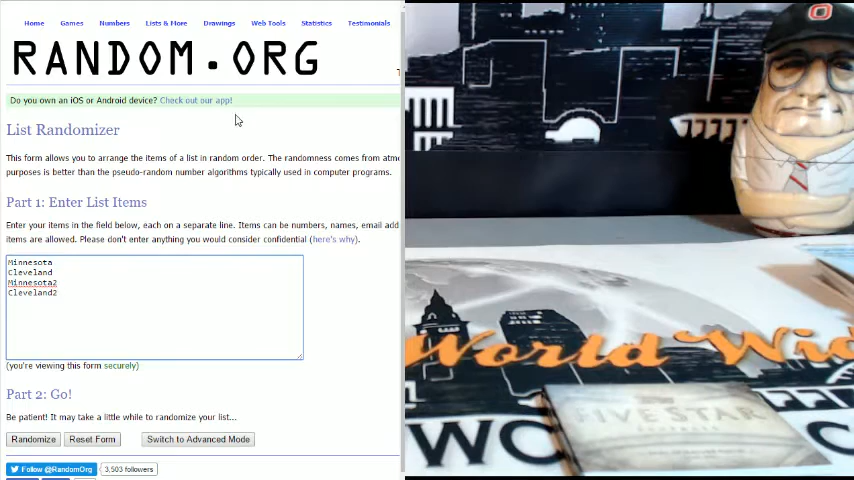 Home Games Numbers Lists & More Drawings Web Tools Statistics Testimonials
RANDOM.ORG
Do you own an iOS or Android device? Check out our app!
List Randomizer
This form allows you to arrange the items of a list in random order. The randomness comes from atmo
purposes is better than the pseudo-random number algorithms typically used in computer programs.
Part 1: Enter List Items
Enter your items in the field below, each on a separate line. Items can be numbers, names, email add
items are allowed. Please don't enter anything you would consider confidential (here's why).
Minnesota
Cleveland
Minnesota2
Cleveland2
(you're viewing this form securely)
Part 2: Go!
Be patient! It may take a little while to randomize your list...
Randomize Reset Form Switch to Advanced Mode
Follow @RandomOrg 3,503 followers
O
World Wid
FIVE STAR
WO
C